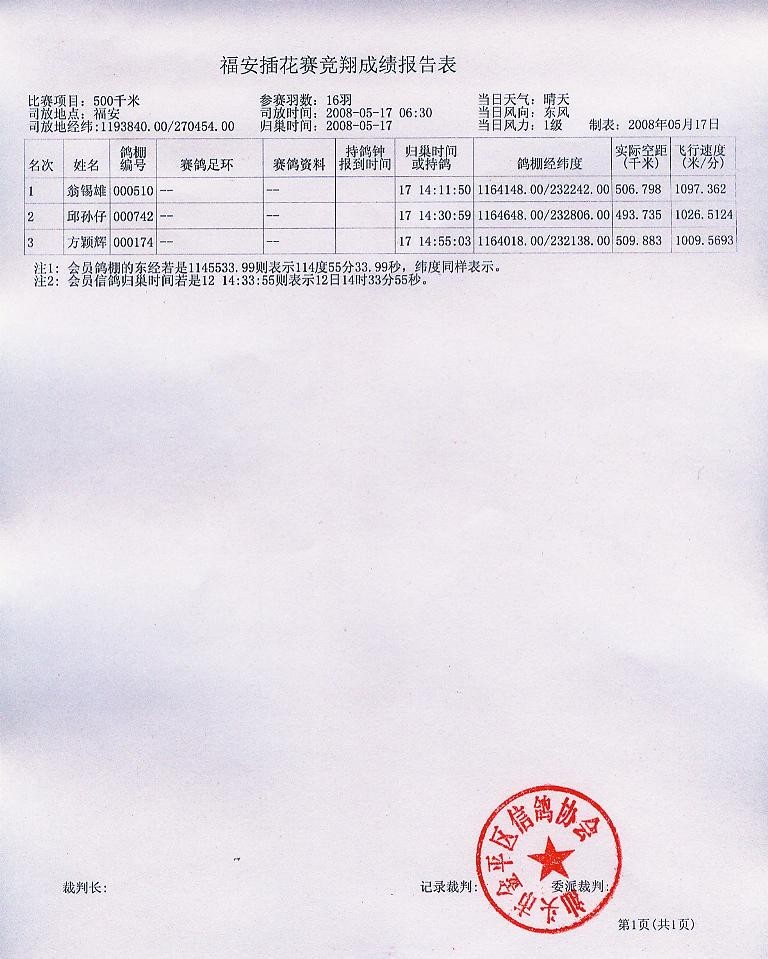 福安插花赛竞翔成绩报告表
比赛项目: 500千米 参赛羽数: 16羽 当日天气: 晴天
司放地点: 福安 司放时间: 2008-05-17 06:30 当日风向: 东风
司放地经纬:1193840.00/270454.00 归巢时间: 2008-05-17 当日风力: 1级 制表: 2008年05月17日
名次 姓名 鸽棚编号 赛鸽足环 赛鸽资料 持鸽钟报到时间 归巢时间或持鸽 鸽棚经纬度 实际空距(千米) 飞行速度(米/分)
1 翁锡雄 000510 -- -- 17 14:11:50 1164148.00/232242.00 506.798 1097.362
2 邱孙仔 000742 -- -- 17 14:30:59 1164648.00/232806.00 493.735 1026.5124
3 方颖辉 000174 -- -- 17 14:55:03 1164018.00/232138.00 509.883 1009.5693
注1: 会员鸽棚的东经若是1145533.99则表示114度55分33.99秒，纬度同样表示。
注2: 会员信鸽归巢时间若是12 14:33:55则表示12日14时33分55秒。
汕头市金平区信鸽协会
裁判长: 记录裁判: 委派裁判:
第1页(共1页)